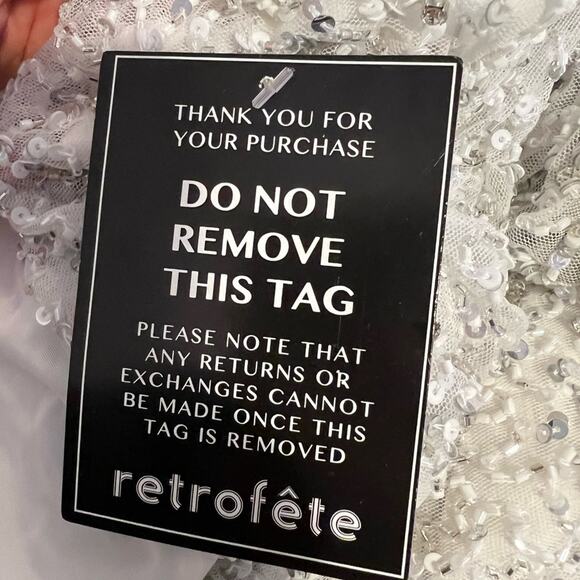 THANK YOU FOR
YOUR PURCHASE
DO NOT
REMOVE
THIS TAG
PLEASE NOTE THAT
ANY RETURNS OR
EXCHANGES CANNOT
BE MADE ONCE THIS
TAG IS REMOVED
retrofête